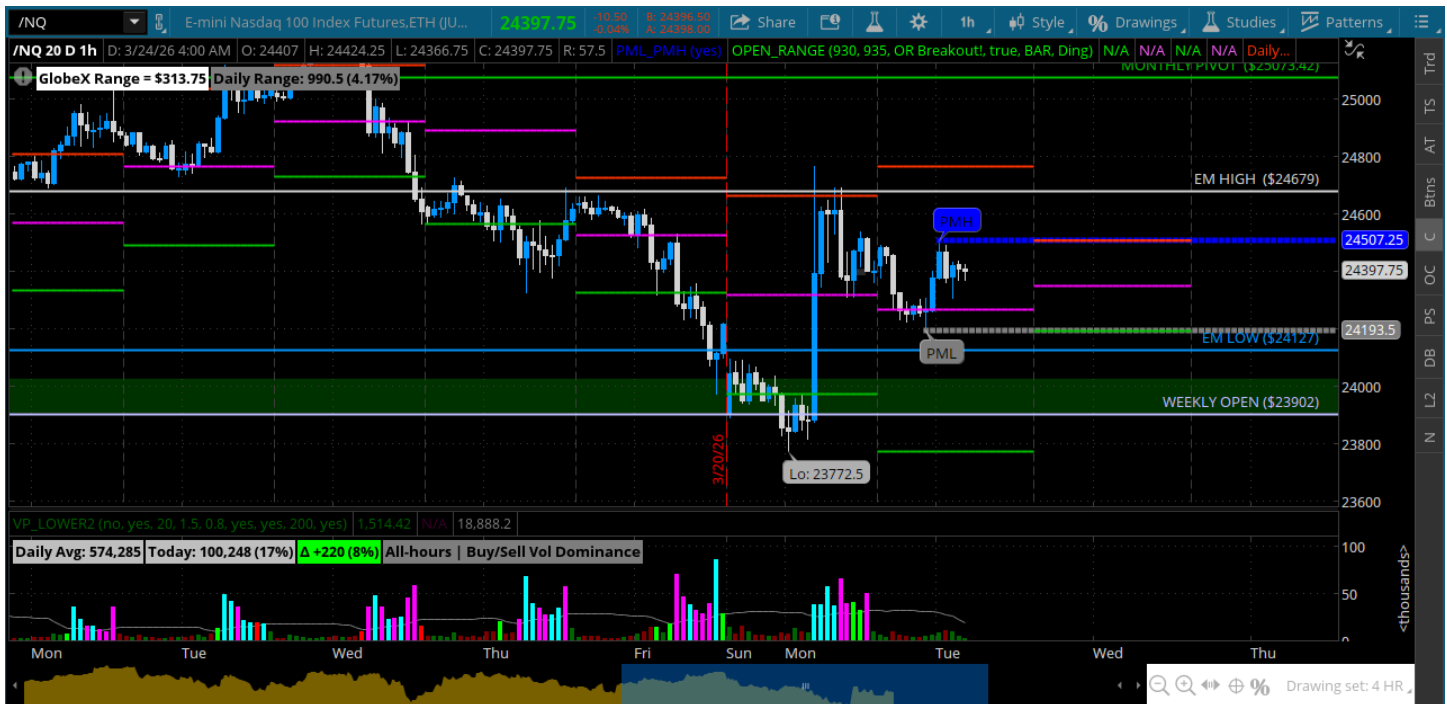 /NQ E-mini Nasdaq 100 Index Futures,ETH (JU... 24397.75 -10.50 -0.04% B: 24396.50 A: 24398.00 Share 1h Style Drawings Studies Patterns
/NQ 20 D 1h D: 3/24/26 4:00 AM O: 24407 H: 24424.25 L: 24366.75 C: 24397.75 R: 57.5 PML_PMH (yes) OPEN_RANGE (930, 935, OR Breakout!, true, BAR, Ding) N/A N/A N/A N/A Daily...
GlobeX Range = $313.75 Daily Range: 990.5 (4.17%)
MONTHLY PIVOT ($25073.42)
25000
24800
EM HIGH ($24679)
24600
PMH
24507.25
24397.75
24193.5
EM LOW ($24127)
PML
24000
WEEKLY OPEN ($23902)
23800
Lo: 23772.5
3/20/26
23600
VP_LOWER2 (no, yes, 20, 1.5, 0.8, yes, yes, 200, yes) 1,514.42 N/A 18,888.2
Daily Avg: 574,285 Today: 100,248 (17%) Δ +220 (8%) All-hours | Buy/Sell Vol Dominance
100
50
0
<thousands>
Mon Tue Wed Thu Fri Sun Mon Tue Wed Thu
Drawing set: 4 HR
Trd
TS
AT
Btns
C
OC
PS
DB
L2
N